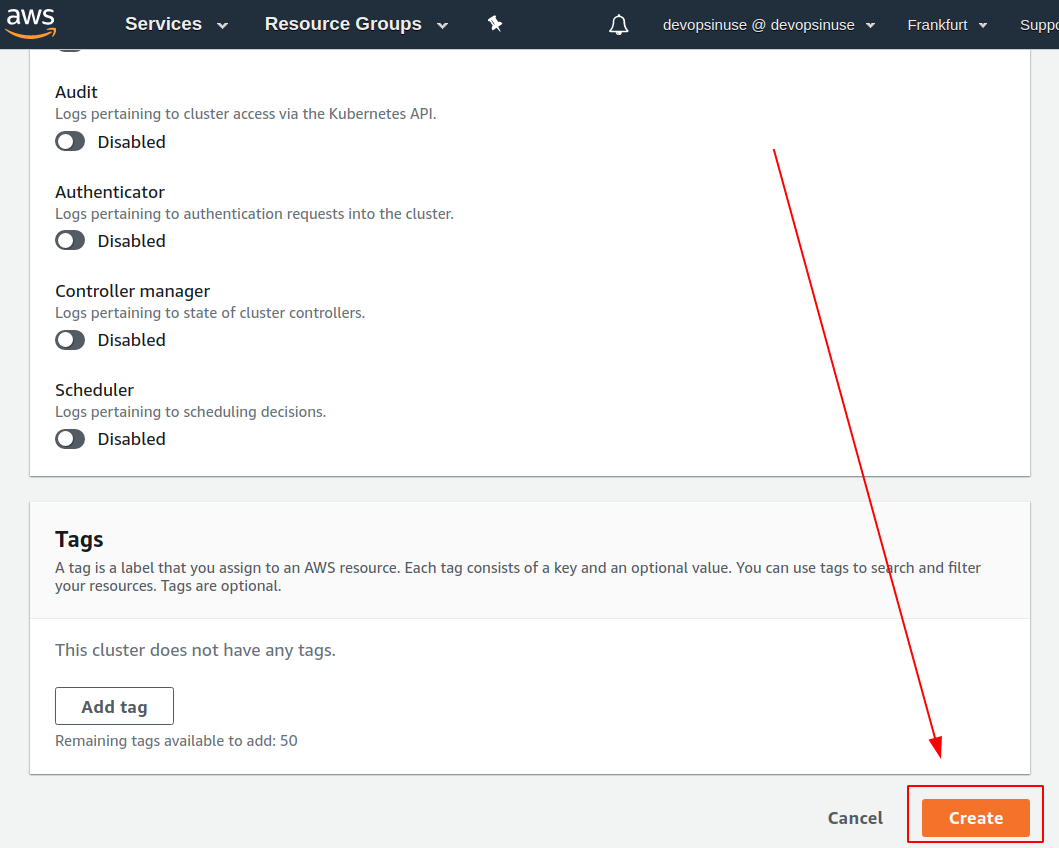 aws Services Resource Groups devopsinuse @ devopsinuse Frankfurt Suppo
Audit
Logs pertaining to cluster access via the Kubernetes API.
Disabled
Authenticator
Logs pertaining to authentication requests into the cluster.
Disabled
Controller manager
Logs pertaining to state of cluster controllers.
Disabled
Scheduler
Logs pertaining to scheduling decisions.
Disabled
Tags
A tag is a label that you assign to an AWS resource. Each tag consists of a key and an optional value. You can use tags to search and filter
your resources. Tags are optional.
This cluster does not have any tags.
Add tag
Remaining tags available to add: 50
Cancel Create